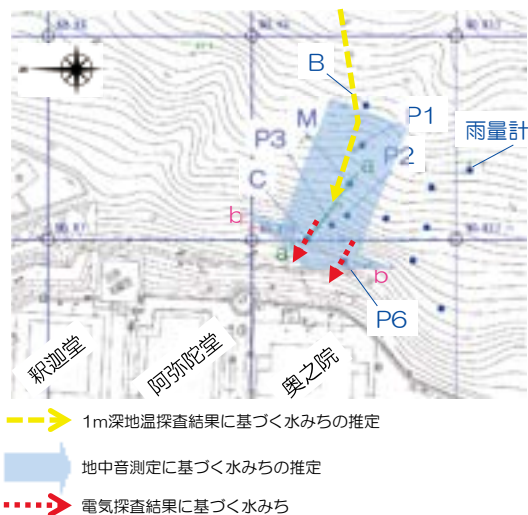 B
M
P1
P3
P2
雨量計
a
C
b
a
b
P6
釈迦堂
阿弥陀堂
奥之院
1m深地温探査結果に基づく水みちの推定
地中音測定に基づく水みちの推定
電気探査結果に基づく水みち